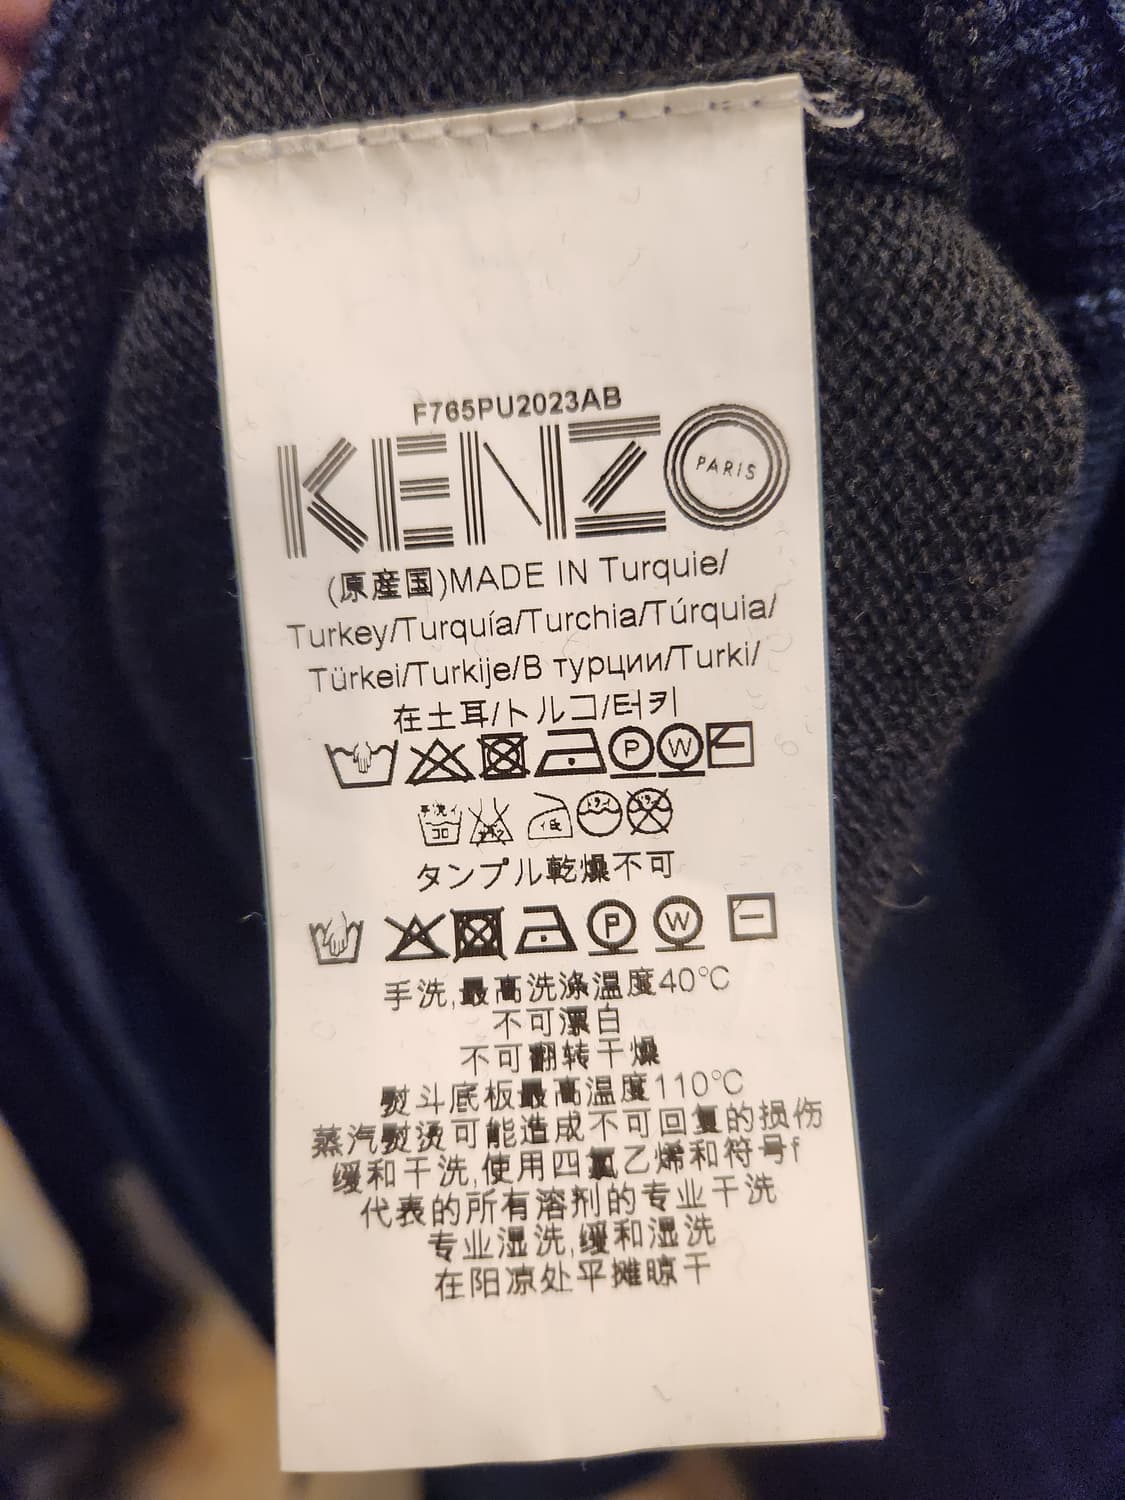 F765PU2023AB
KENZO PARIS
(原産国)MADE IN Turquie/
Turkey/Turquía/Turchia/Túrquia/
Türkei/Turkije/В турции/Turki/
在土耳/トルコ/터키
P W
手洗イ 40
タンブル乾燥不可
P W
手洗,最高洗涤温度40℃
不可漂白
不可翻转干燥
熨斗底板最高温度110℃
蒸汽熨烫可能造成不可回复的损伤
缓和干洗,使用四氯乙烯和符号f
代表的所有溶剂的专业干洗
专业湿洗,缓和湿洗
在阳凉处平摊晾干